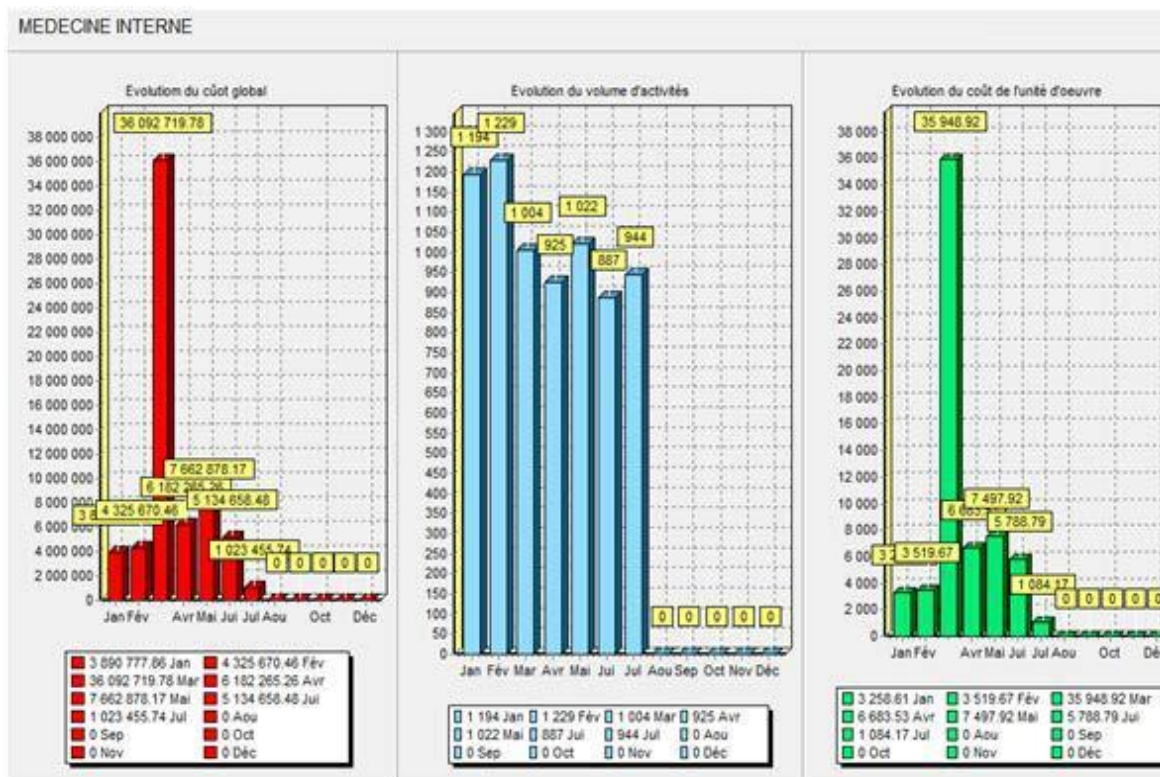 MEDECINE INTERNE
Evolutiom du cûot global
36 092 719.78
38 000 000
36 000 000
34 000 000
32 000 000
30 000 000
28 000 000
26 000 000
24 000 000
22 000 000
20 000 000
18 000 000
16 000 000
14 000 000
12 000 000
10 000 000
8 000 000
6 000 000
4 000 000
2 000 000
0
7 662 878.17
6 182 265.26
5 134 658.48
4 325 670.46
1 023 455.74
0 0 0 0 0
Jan Fév Avr Mai Jui Jul Aou Oct Déc
3 890 777.86 Jan 4 325 670.46 Fév
36 092 719.78 Mar 6 182 265.26 Avr
7 662 878.17 Mai 5 134 658.48 Jui
1 023 455.74 Jul 0 Aou
0 Sep 0 Oct
0 Nov 0 Déc
Evolution du volume d'activités
1 229
1 194
1 004
925
1 022
887
944
1 300
1 250
1 200
1 150
1 100
1 050
1 000
950
900
850
800
750
700
650
600
550
500
450
400
350
300
250
200
150
100
50
0
0 0 0 0 0
Jan Fév Mar Avr Mai Jui Jul Aou Sep Oct Nov Déc
1 194 Jan 1 229 Fév 1 004 Mar 925 Avr
1 022 Mai 887 Jui 944 Jul 0 Aou
0 Sep 0 Oct 0 Nov 0 Déc
Evolution du coût de l'unité d'oeuvre
35 948.92
38 000
36 000
34 000
32 000
30 000
28 000
26 000
24 000
22 000
20 000
18 000
16 000
14 000
12 000
10 000
8 000
6 000
4 000
2 000
0
7 497.92
5 788.79
3 519.67
1 084.17
0 0 0 0 0
Jan Fév Avr Mai Jui Jul Aou Oct
3 258.61 Jan 3 519.67 Fév 35 948.92 Mar
6 683.53 Avr 7 497.92 Mai 5 788.79 Jui
1 084.17 Jul 0 Aou 0 Sep
0 Oct 0 Nov 0 Déc